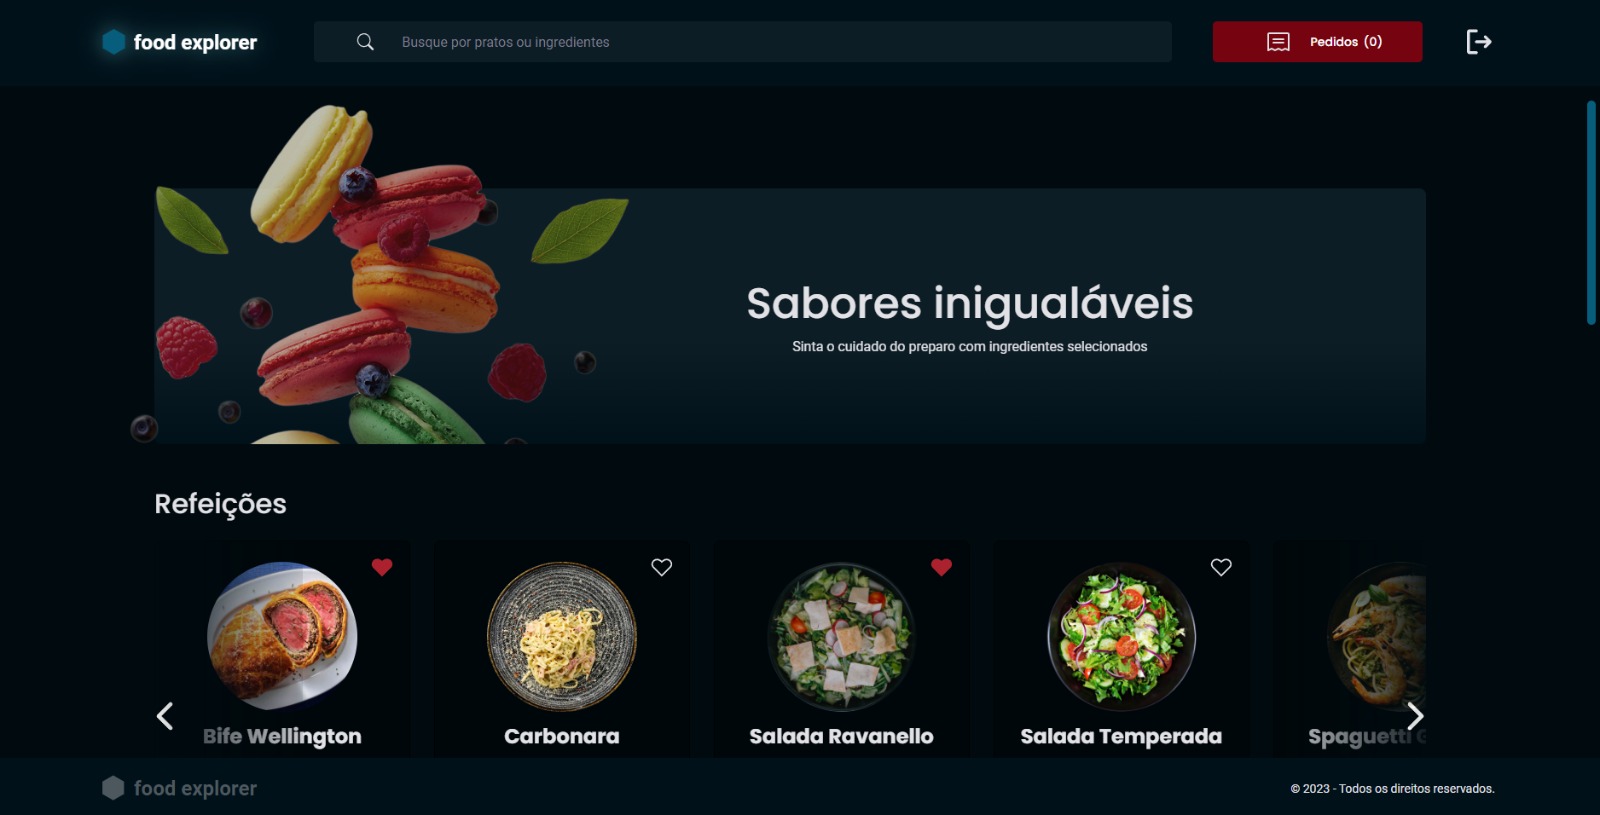 food explorer
Busque por pratos ou ingredientes
Pedidos (0)
Sabores inigualáveis
Sinta o cuidado do preparo com ingredientes selecionados
Refeições
Bife Wellington
Carbonara
Salada Ravanello
Salada Temperada
Spaguetti
food explorer
© 2023 - Todos os direitos reservados.